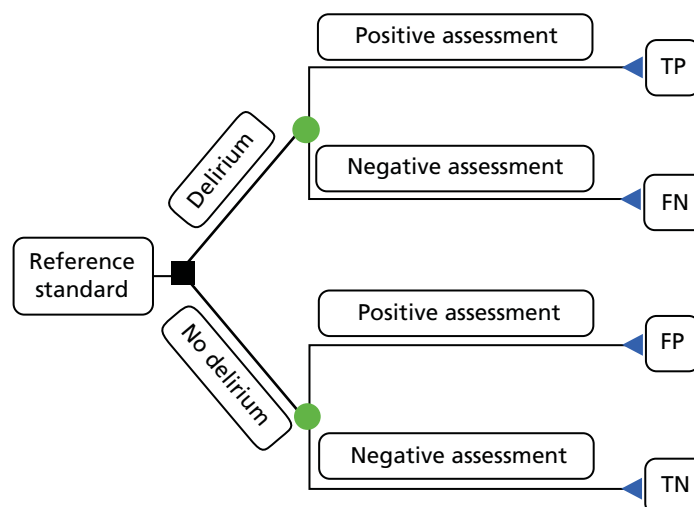 Positive assessment
TP
Delirium
Negative assessment
FN
Reference
standard
Positive assessment
FP
No delirium
Negative assessment
TN